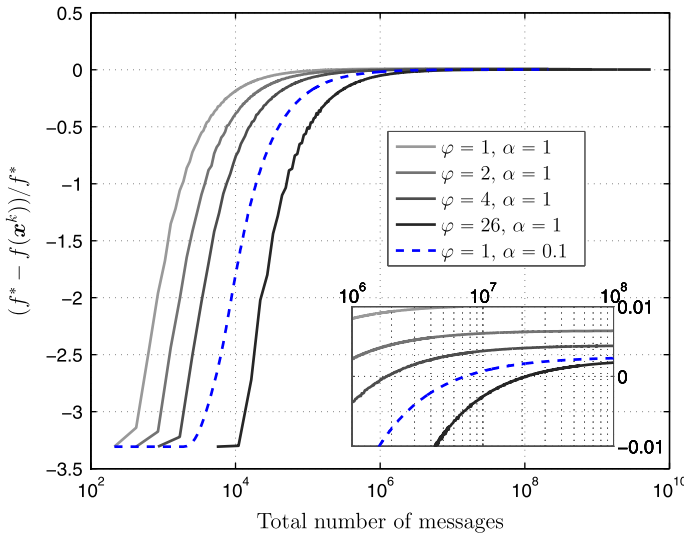 0.5
0
−0.5
−1
−1.5
−2
−2.5
−3
−3.5
(f* − f(x^k))/f*
φ = 1, α = 1
φ = 2, α = 1
φ = 4, α = 1
φ = 26, α = 1
φ = 1, α = 0.1
10^6 10^7 10^8
0.01
0
−0.01
10^2 10^4 10^6 10^8 10^10
Total number of messages